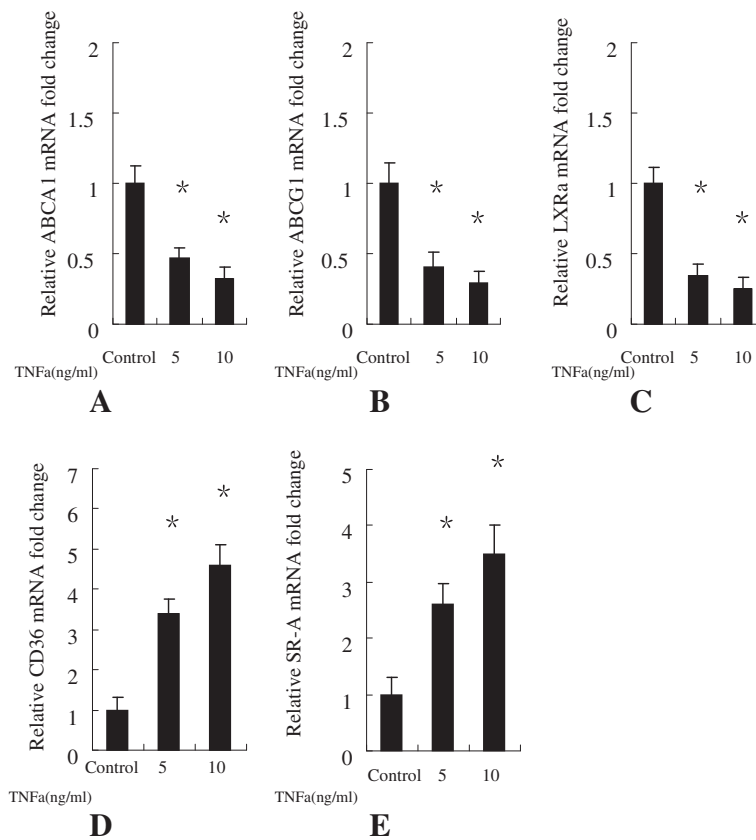 Relative ABCA1 mRNA fold change
2
1.5
1
0.5
0
*
*
Control 5 10
TNFa(ng/ml)
A
Relative ABCG1 mRNA fold change
2
1.5
1
0.5
0
*
*
Control 5 10
TNFa(ng/ml)
B
Relative LXRa mRNA fold change
2
1.5
1
0.5
0
*
*
Control 5 10
TNFa(ng/ml)
C
Relative CD36 mRNA fold change
7
6
5
4
3
2
1
0
*
*
Control 5 10
TNFa(ng/ml)
D
Relative SR-A mRNA fold change
5
4
3
2
1
0
*
*
Control 5 10
TNFa(ng/ml)
E